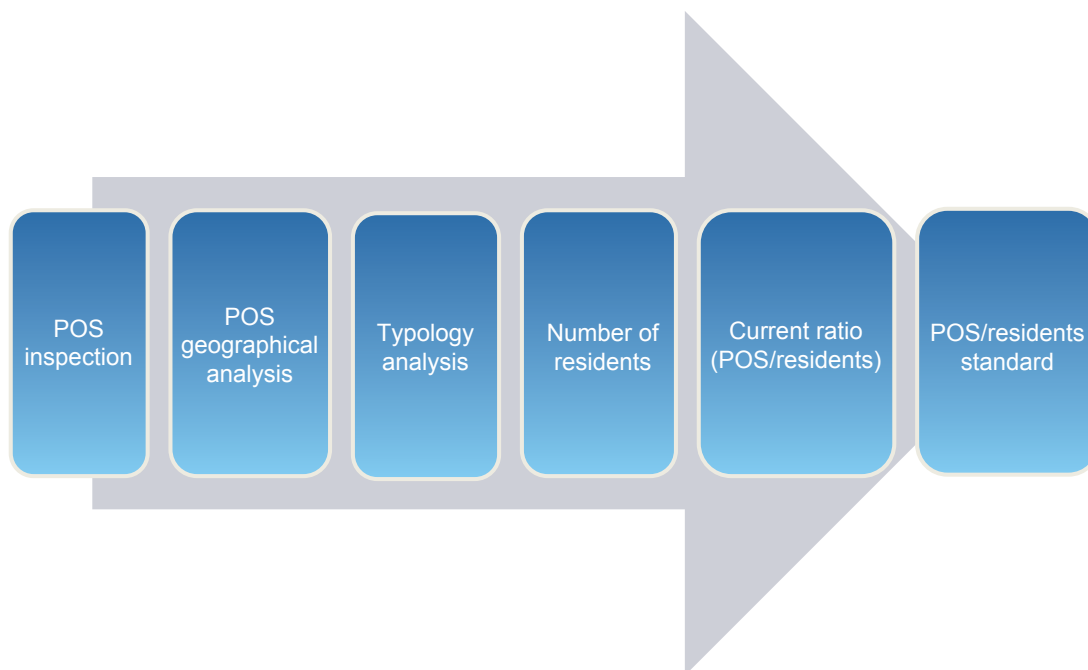 POS
inspection
POS
geographical
analysis
Typology
analysis
Number of
residents
Current ratio
(POS/residents)
POS/residents
standard